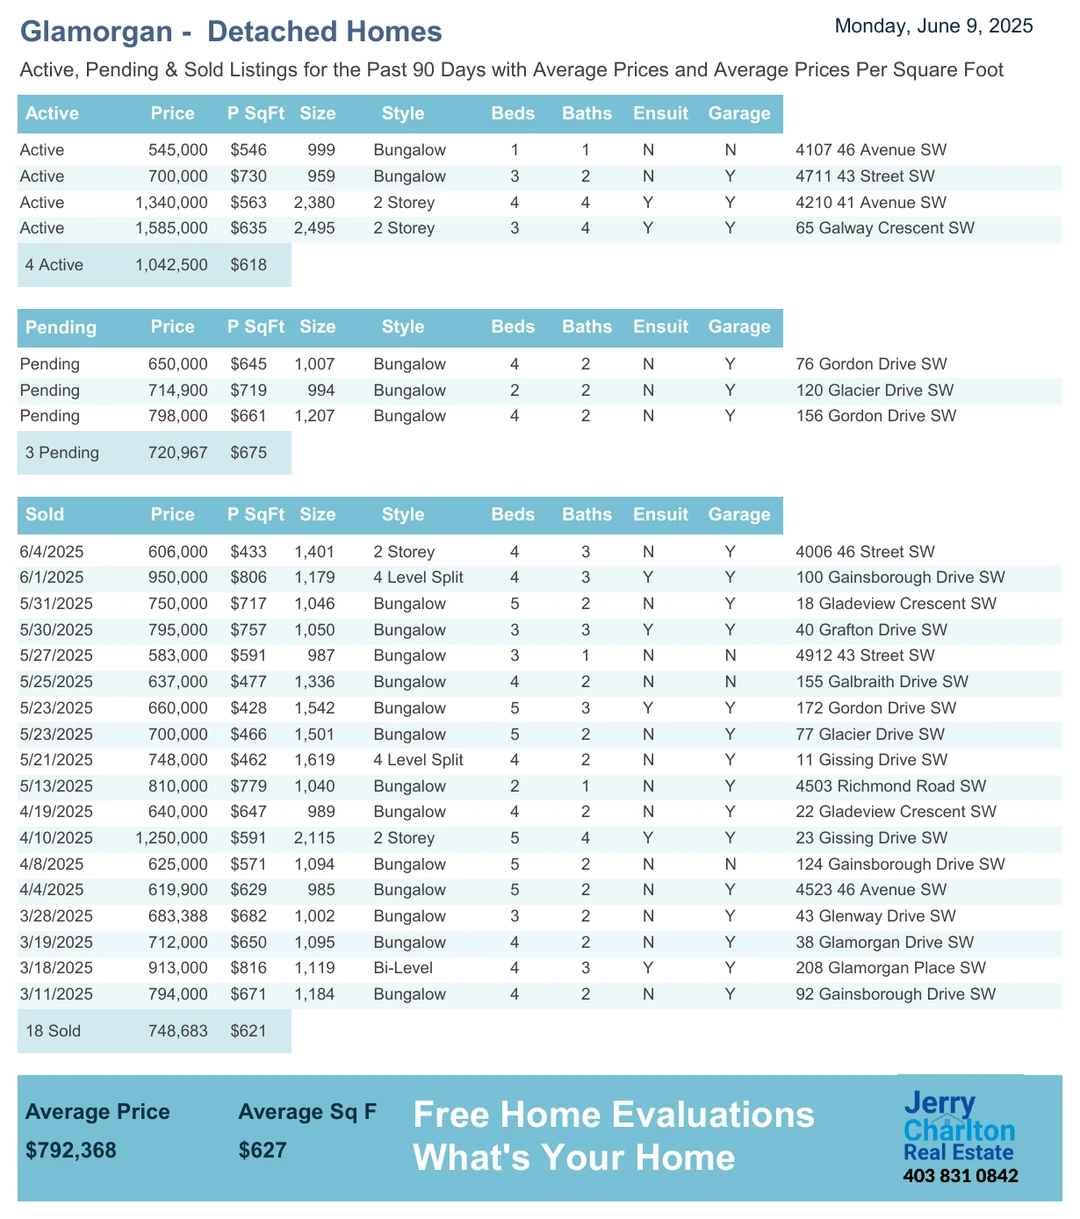 Glamorgan - Detached Homes
Monday, June 9, 2025
Active, Pending & Sold Listings for the Past 90 Days with Average Prices and Average Prices Per Square Foot
Active Price P SqFt Size Style Beds Baths Ensuit Garage
Active 545,000 $546 999 Bungalow 1 1 N N 4107 46 Avenue SW
Active 700,000 $730 959 Bungalow 3 2 N Y 4711 43 Street SW
Active 1,340,000 $563 2,380 2 Storey 4 4 Y Y 4210 41 Avenue SW
Active 1,585,000 $635 2,495 2 Storey 3 4 Y Y 65 Galway Crescent SW
4 Active 1,042,500 $618
Pending Price P SqFt Size Style Beds Baths Ensuit Garage
Pending 650,000 $645 1,007 Bungalow 4 2 N Y 76 Gordon Drive SW
Pending 714,900 $719 994 Bungalow 2 2 N Y 120 Glacier Drive SW
Pending 798,000 $661 1,207 Bungalow 4 2 N Y 156 Gordon Drive SW
3 Pending 720,967 $675
Sold Price P SqFt Size Style Beds Baths Ensuit Garage
6/4/2025 606,000 $433 1,401 2 Storey 4 3 N Y 4006 46 Street SW
6/1/2025 950,000 $806 1,179 4 Level Split 4 3 Y Y 100 Gainsborough Drive SW
5/31/2025 750,000 $717 1,046 Bungalow 5 2 N Y 18 Gladeview Crescent SW
5/30/2025 795,000 $757 1,050 Bungalow 3 3 Y Y 40 Grafton Drive SW
5/27/2025 583,000 $591 987 Bungalow 3 1 N N 4912 43 Street SW
5/25/2025 637,000 $477 1,336 Bungalow 4 2 N N 155 Galbraith Drive SW
5/23/2025 660,000 $428 1,542 Bungalow 5 3 Y Y 172 Gordon Drive SW
5/23/2025 700,000 $466 1,501 Bungalow 5 2 N Y 77 Glacier Drive SW
5/21/2025 748,000 $462 1,619 4 Level Split 4 2 N Y 11 Gissing Drive SW
5/13/2025 810,000 $779 1,040 Bungalow 2 1 N Y 4503 Richmond Road SW
4/19/2025 640,000 $647 989 Bungalow 4 2 N Y 22 Gladeview Crescent SW
4/10/2025 1,250,000 $591 2,115 2 Storey 5 4 Y Y 23 Gissing Drive SW
4/8/2025 625,000 $571 1,094 Bungalow 5 2 N N 124 Gainsborough Drive SW
4/4/2025 619,900 $629 985 Bungalow 5 2 N Y 4523 46 Avenue SW
3/28/2025 683,388 $682 1,002 Bungalow 3 2 N Y 43 Glenway Drive SW
3/19/2025 712,000 $650 1,095 Bungalow 4 2 N Y 38 Glamorgan Drive SW
3/18/2025 913,000 $816 1,119 Bi-Level 4 3 Y Y 208 Glamorgan Place SW
3/11/2025 794,000 $671 1,184 Bungalow 4 2 N Y 92 Gainsborough Drive SW
18 Sold 748,683 $621
Average Price Average Sq F
$792,368 $627
Free Home Evaluations
What's Your Home
Jerry
Charlton
Real Estate
403 831 0842